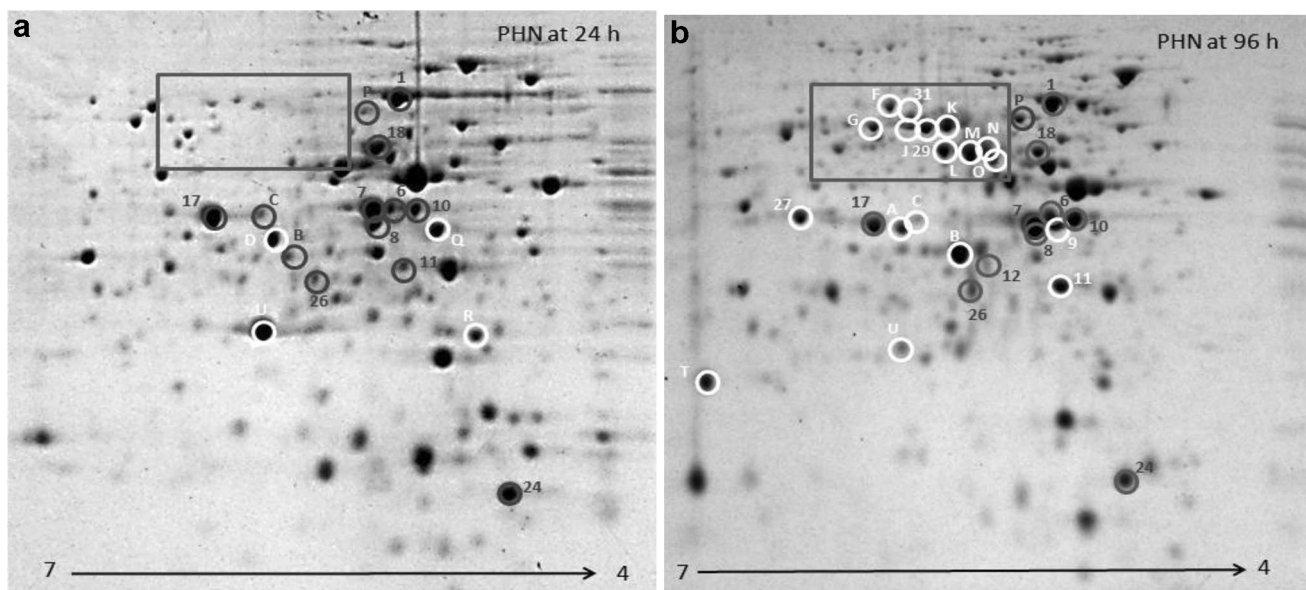 a
PHN at 24 h
P 1
18
17 C 7 6 10
D B 8 Q
11
26
U R
24
7 4
b
PHN at 96 h
F 31 P 1
G K
J 29 M N 18
L O
27 17 A C 7 6 10
B 8 9
12 11
26
U
T
24
7 4